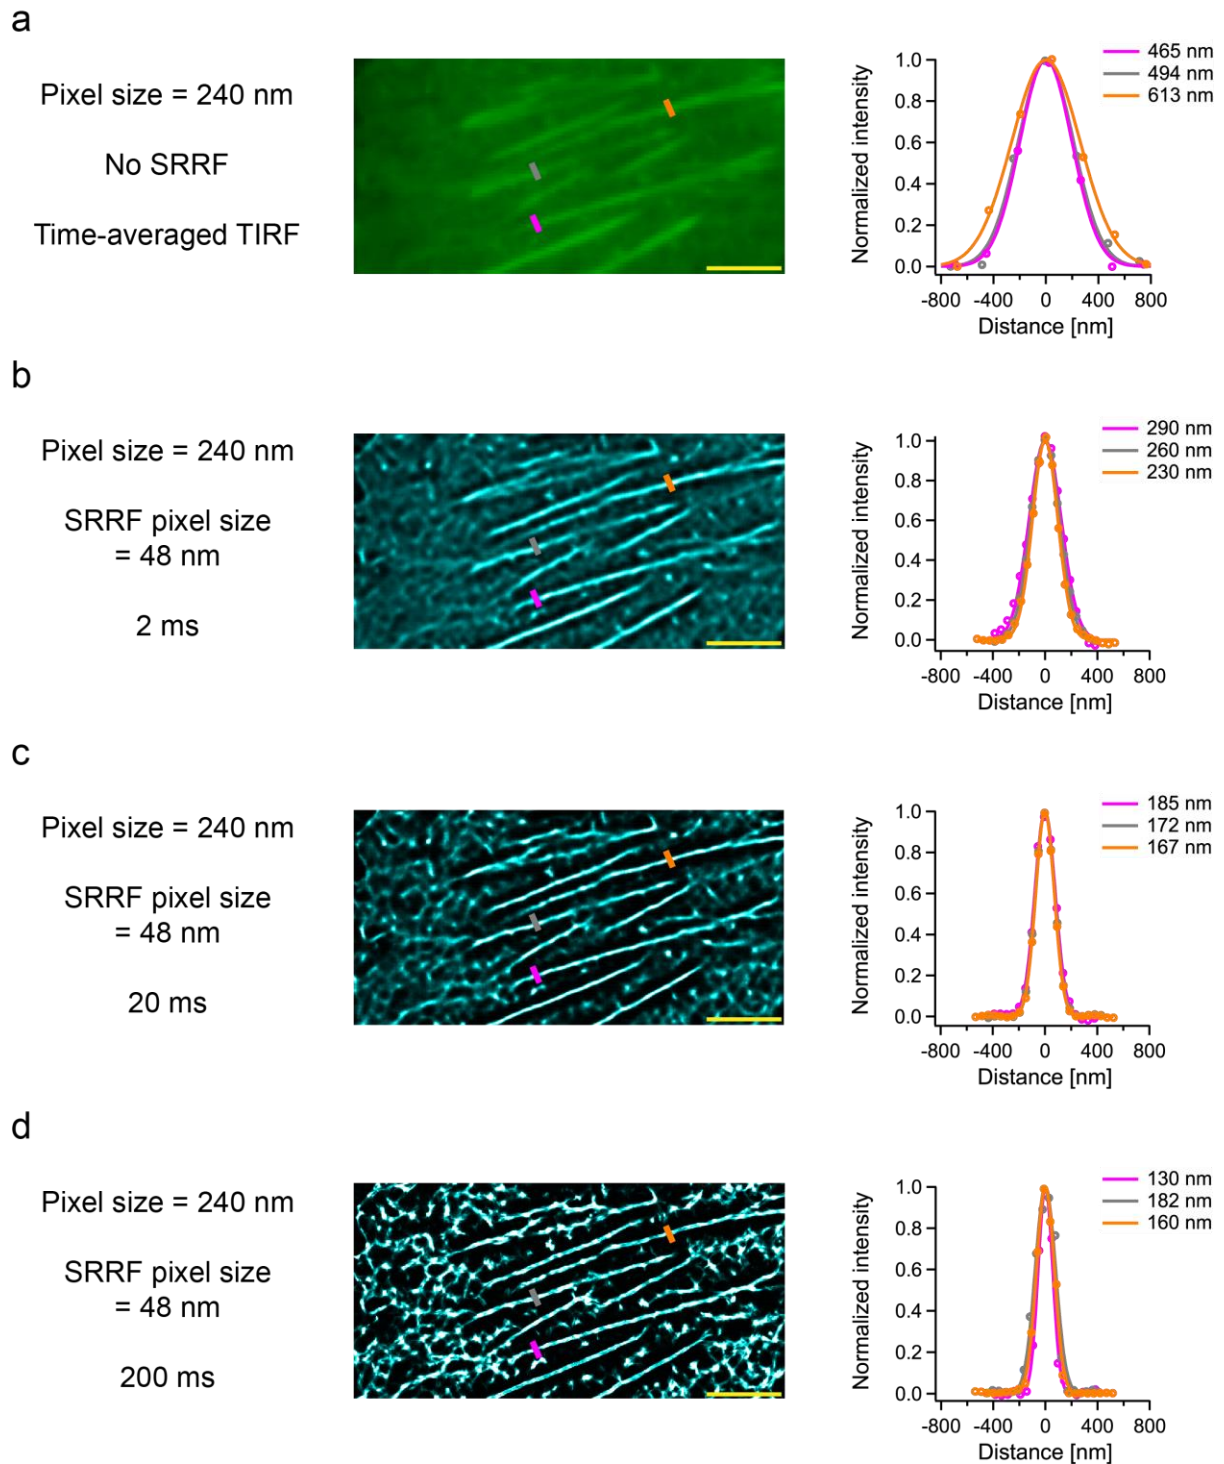 a
Pixel size = 240 nm
No SRRF
Time-averaged TIRF
465 nm
494 nm
613 nm
Normalized intensity
1.0
0.8
0.6
0.4
0.2
0.0
-800 -400 0 400 800
Distance [nm]
b
Pixel size = 240 nm
SRRF pixel size
= 48 nm
2 ms
290 nm
260 nm
230 nm
Normalized intensity
1.0
0.8
0.6
0.4
0.2
0.0
-800 -400 0 400 800
Distance [nm]
c
Pixel size = 240 nm
SRRF pixel size
= 48 nm
20 ms
185 nm
172 nm
167 nm
Normalized intensity
1.0
0.8
0.6
0.4
0.2
0.0
-800 -400 0 400 800
Distance [nm]
d
Pixel size = 240 nm
SRRF pixel size
= 48 nm
200 ms
130 nm
182 nm
160 nm
Normalized intensity
1.0
0.8
0.6
0.4
0.2
0.0
-800 -400 0 400 800
Distance [nm]